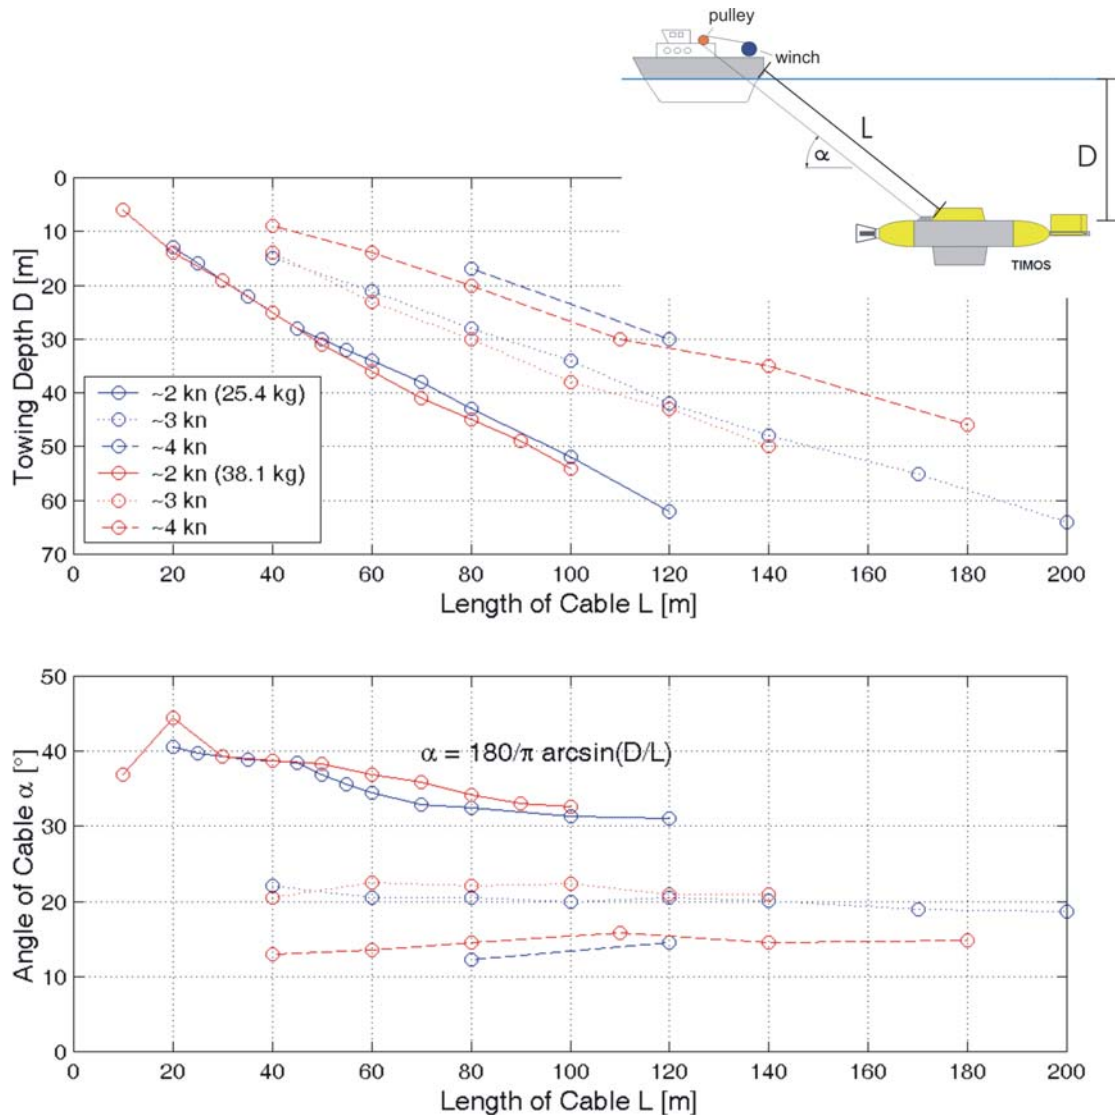 pulley
winch
L
α
D
TIMOS
0
10
20
30
40
50
60
70
Towing Depth D [m]
~2 kn (25.4 kg)
~3 kn
~4 kn
~2 kn (38.1 kg)
~3 kn
~4 kn
0 20 40 60 80 100 120 140 160 180 200
Length of Cable L [m]
50
40
30
20
10
0
Angle of Cable α [°]
α = 180/π arcsin(D/L)
0 20 40 60 80 100 120 140 160 180 200
Length of Cable L [m]